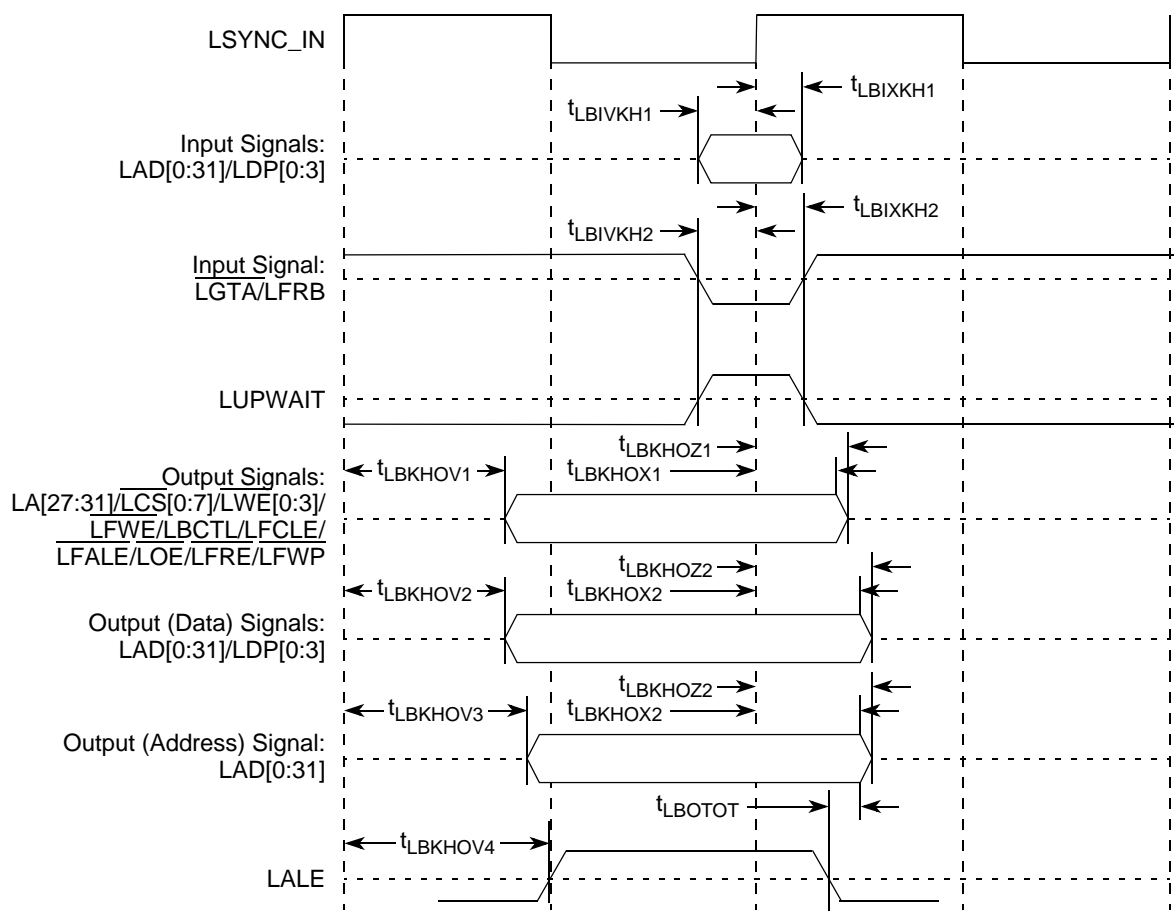 LSYNC_IN
tLBIXKH1
tLBIVKH1
Input Signals:
LAD[0:31]/LDP[0:3]
tLBIXKH2
tLBIVKH2
Input Signal:
LGTA/LFRB
LUPWAIT
tLBKHOZ1
tLBKHOV1
tLBKHOX1
Output Signals:
LA[27:31]/LCS[0:7]/LWE[0:3]/
LFWE/LBCTL/LFCLE/
LFALE/LOE/LFRE/LFWP
tLBKHOZ2
tLBKHOV2
tLBKHOX2
Output (Data) Signals:
LAD[0:31]/LDP[0:3]
tLBKHOZ2
tLBKHOV3
tLBKHOX2
Output (Address) Signal:
LAD[0:31]
tLBOTOT
tLBKHOV4
LALE